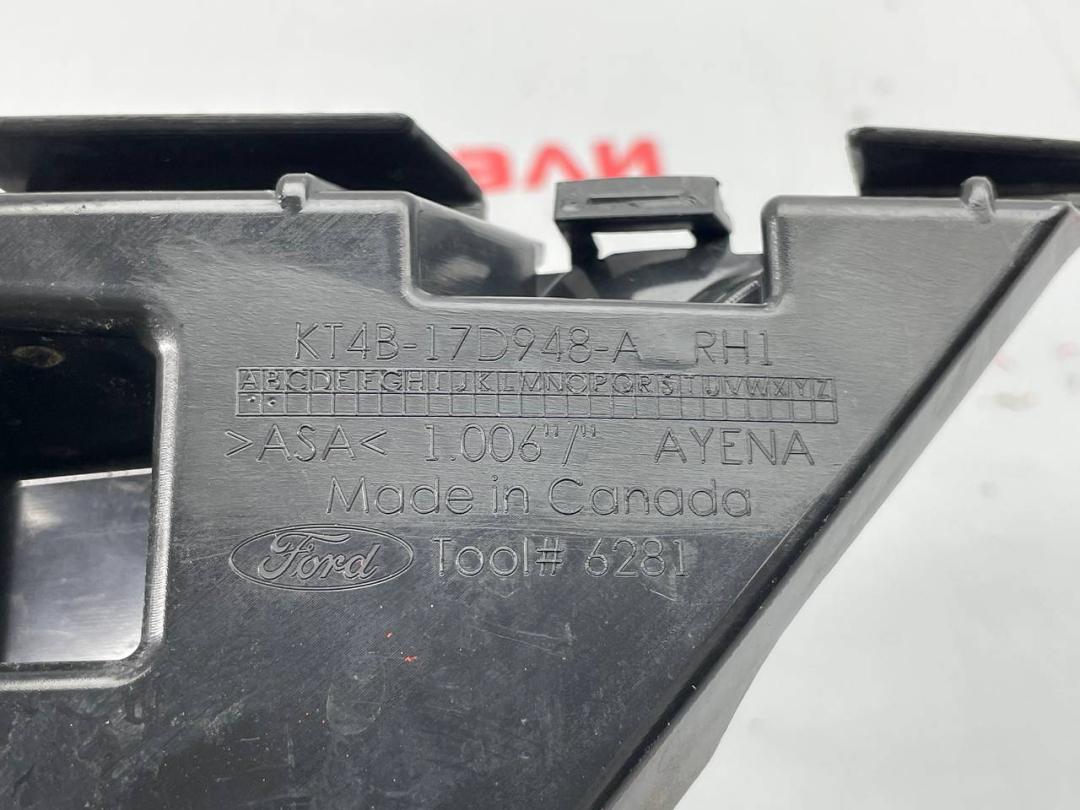 KT4B-17D948-A RH1
ABCDEFGHIJKLMNOPQRSTUVWXYZ
>ASA< 1.006"/" AYENA
Made in Canada
Ford Tool# 6281